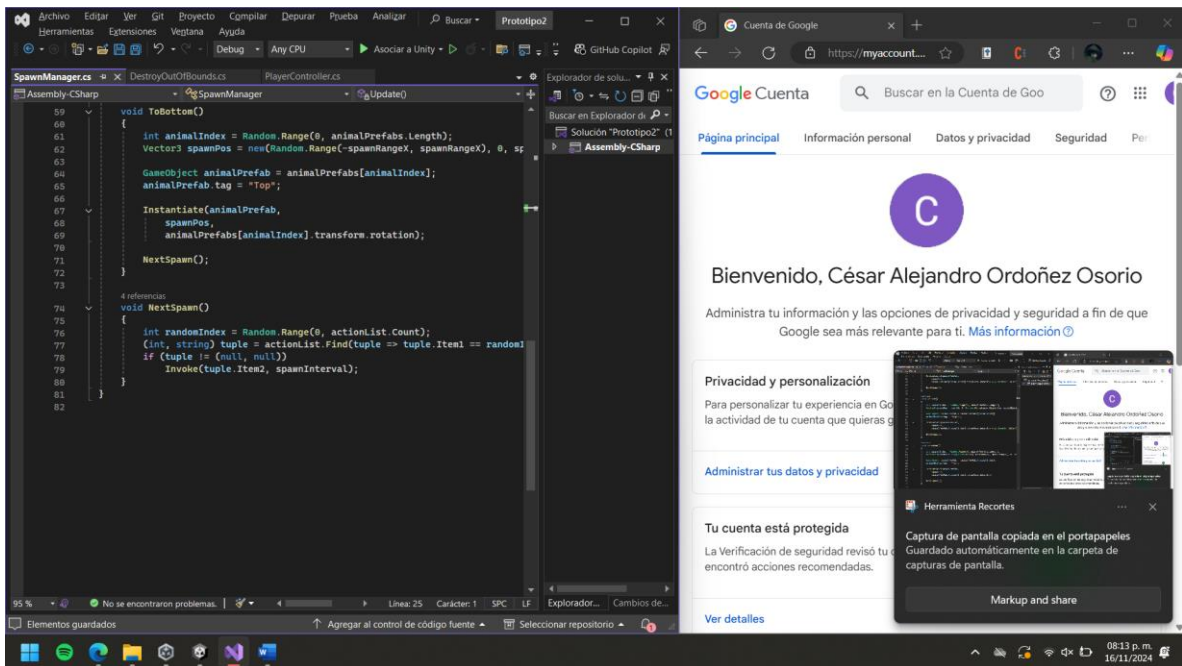 Archivo Editar Ver Git Proyecto Compilar Depurar Prueba Analizar Buscar Prototipo2
Herramientas Extensiones Ventana Ayuda
Debug Any CPU Asociar a Unity GitHub Copilot
SpawnManager.cs DestroyOutOfBounds.cs PlayerController.cs
Assembly-CSharp SpawnManager Update()
59 void ToBottom()
60 {
61 int animalIndex = Random.Range(0, animalPrefabs.Length);
62 Vector3 spawnPos = new(Random.Range(-spawnRangeX, spawnRangeX), 0, sp
63
64 GameObject animalPrefab = animalPrefabs[animalIndex];
65 animalPrefab.tag = "Top";
66
67 Instantiate(animalPrefab,
68 spawnPos,
69 animalPrefabs[animalIndex].transform.rotation);
70
71 NextSpawn();
72 }
73
4 referencias
74 void NextSpawn()
75 {
76 int randomIndex = Random.Range(0, actionList.Count);
77 (int, string) tuple = actionList.Find(tuple => tuple.Item1 == randomI
78 if (tuple != (null, null))
79 Invoke(tuple.Item2, spawnInterval);
80 }
81 }
82
95 % No se encontraron problemas. Línea: 25 Carácter: 1 SPC LF
Explorador de solu...
Buscar en Explorador de
Solución "Prototipo2" (1
Assembly-CSharp
Explorador... Cambios de...
Elementos guardados Agregar al control de código fuente Seleccionar repositorio
Cuenta de Google
https://myaccount....
Google Cuenta Buscar en la Cuenta de Goo
Página principal Información personal Datos y privacidad Seguridad Per
C
Bienvenido, César Alejandro Ordoñez Osorio
Administra tu información y las opciones de privacidad y seguridad a fin de que
Google sea más relevante para ti. Más información
Privacidad y personalización
Para personalizar tu experiencia en Go
la actividad de tu cuenta que quieras g
Administrar tus datos y privacidad
Tu cuenta está protegida
La Verificación de seguridad revisó tu c
encontró acciones recomendadas.
Ver detalles
Herramienta Recortes
Captura de pantalla copiada en el portapapeles
Guardado automáticamente en la carpeta de
capturas de pantalla.
Markup and share
08:13 p. m.
16/11/2024